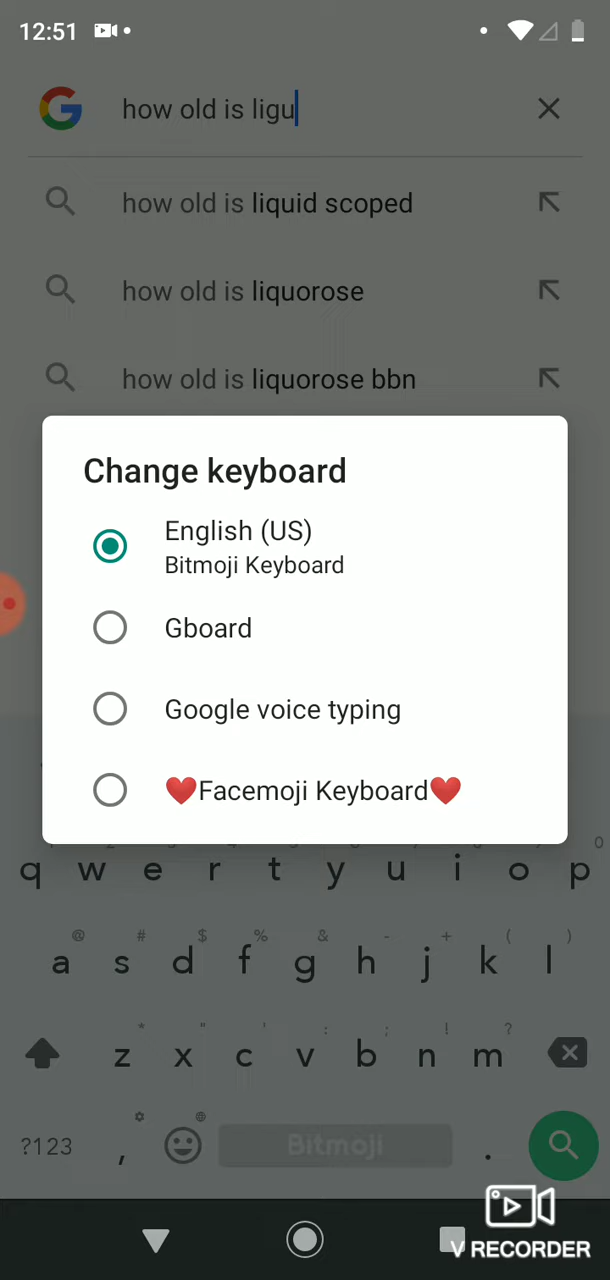 12:51
how old is ligu
how old is liquid scoped
how old is liquorose
how old is liquorose bbn
Change keyboard
English (US)
Bitmoji Keyboard
Gboard
Google voice typing
❤️Facemoji Keyboard❤️
0
q w e r t y u i o p
@ # $ % & - + ( )
a s d f g h j k l
* " ' : ; ! ?
z x c v b n m
?123 , Bitmoji .
V RECORDER